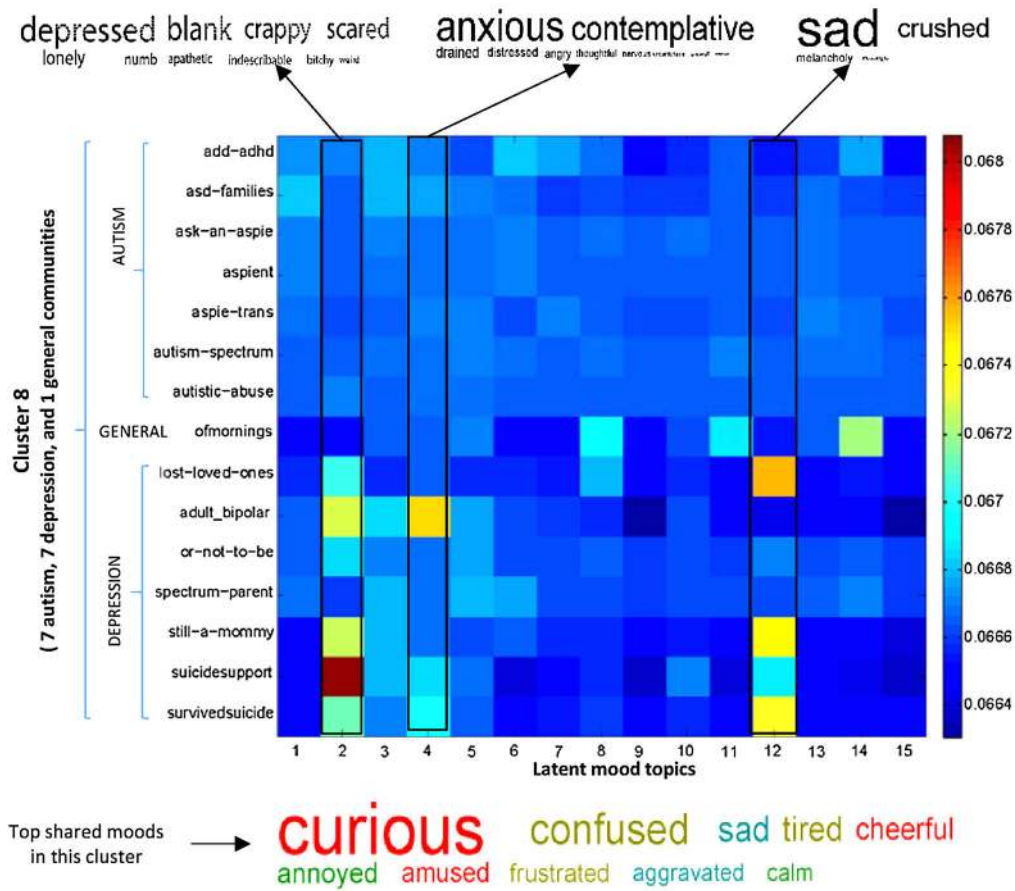 depressed blank crappy scared
lonely numb apathetic indescribable bitchy weird
anxious contemplative
drained distressed angry thoughtful nervous
sad crushed
melancholy
Cluster 8
( 7 autism, 7 depression, and 1 general communities
AUTISM
GENERAL
DEPRESSION
add-adhd
asd-families
ask-an-aspie
aspient
aspie-trans
autism-spectrum
autistic-abuse
ofmornings
lost-loved-ones
adult_bipolar
or-not-to-be
spectrum-parent
still-a-mommy
suicidesupport
survivedsuicide
0.068
0.0678
0.0676
0.0674
0.0672
0.067
0.0668
0.0666
0.0664
1 2 3 4 5 6 7 8 9 10 11 12 13 14 15
Latent mood topics
Top shared moods
in this cluster
curious confused sad tired cheerful
annoyed amused frustrated aggravated calm